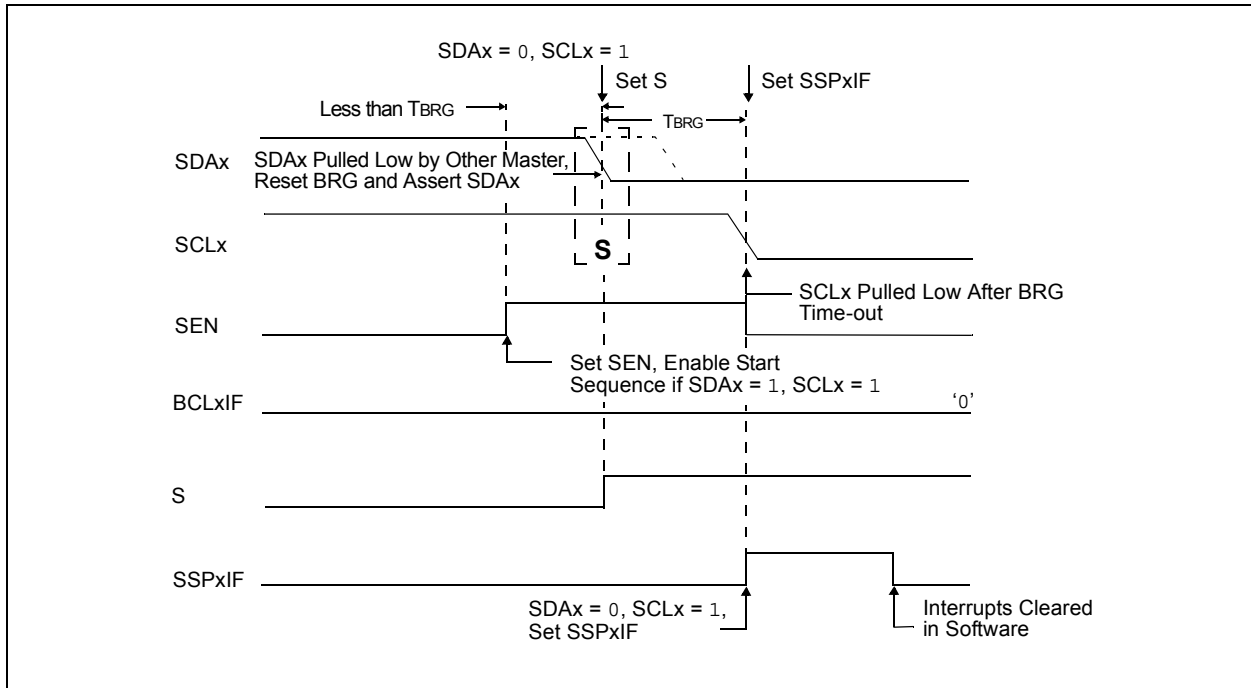 SDAx = 0, SCLx = 1
Set S
Set SSPxIF
Less than TBRG
TBRG
SDAx
SDAx Pulled Low by Other Master,
Reset BRG and Assert SDAx
SCLx
S
SCLx Pulled Low After BRG
Time-out
SEN
Set SEN, Enable Start
Sequence if SDAx = 1, SCLx = 1
BCLxIF
‘0’
S
SSPxIF
SDAx = 0, SCLx = 1,
Set SSPxIF
Interrupts Cleared
in Software